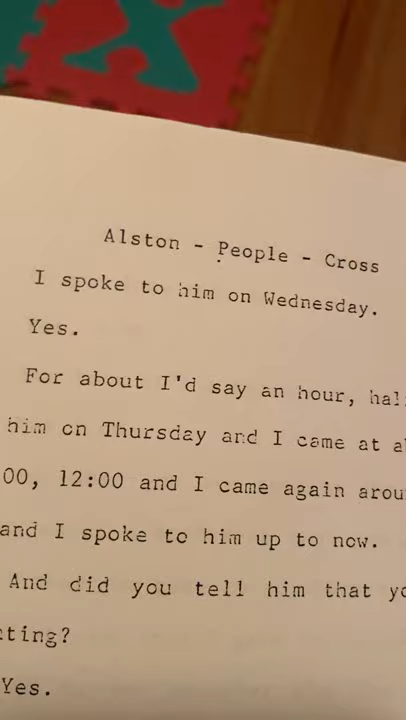 Alston - People - Cross
I spoke to him on Wednesday.
Yes.
For about I'd say an hour,
him on Thursday and I came at
00, 12:00 and I came again
and I spoke to him up to now.
And did you tell him that
Yes.